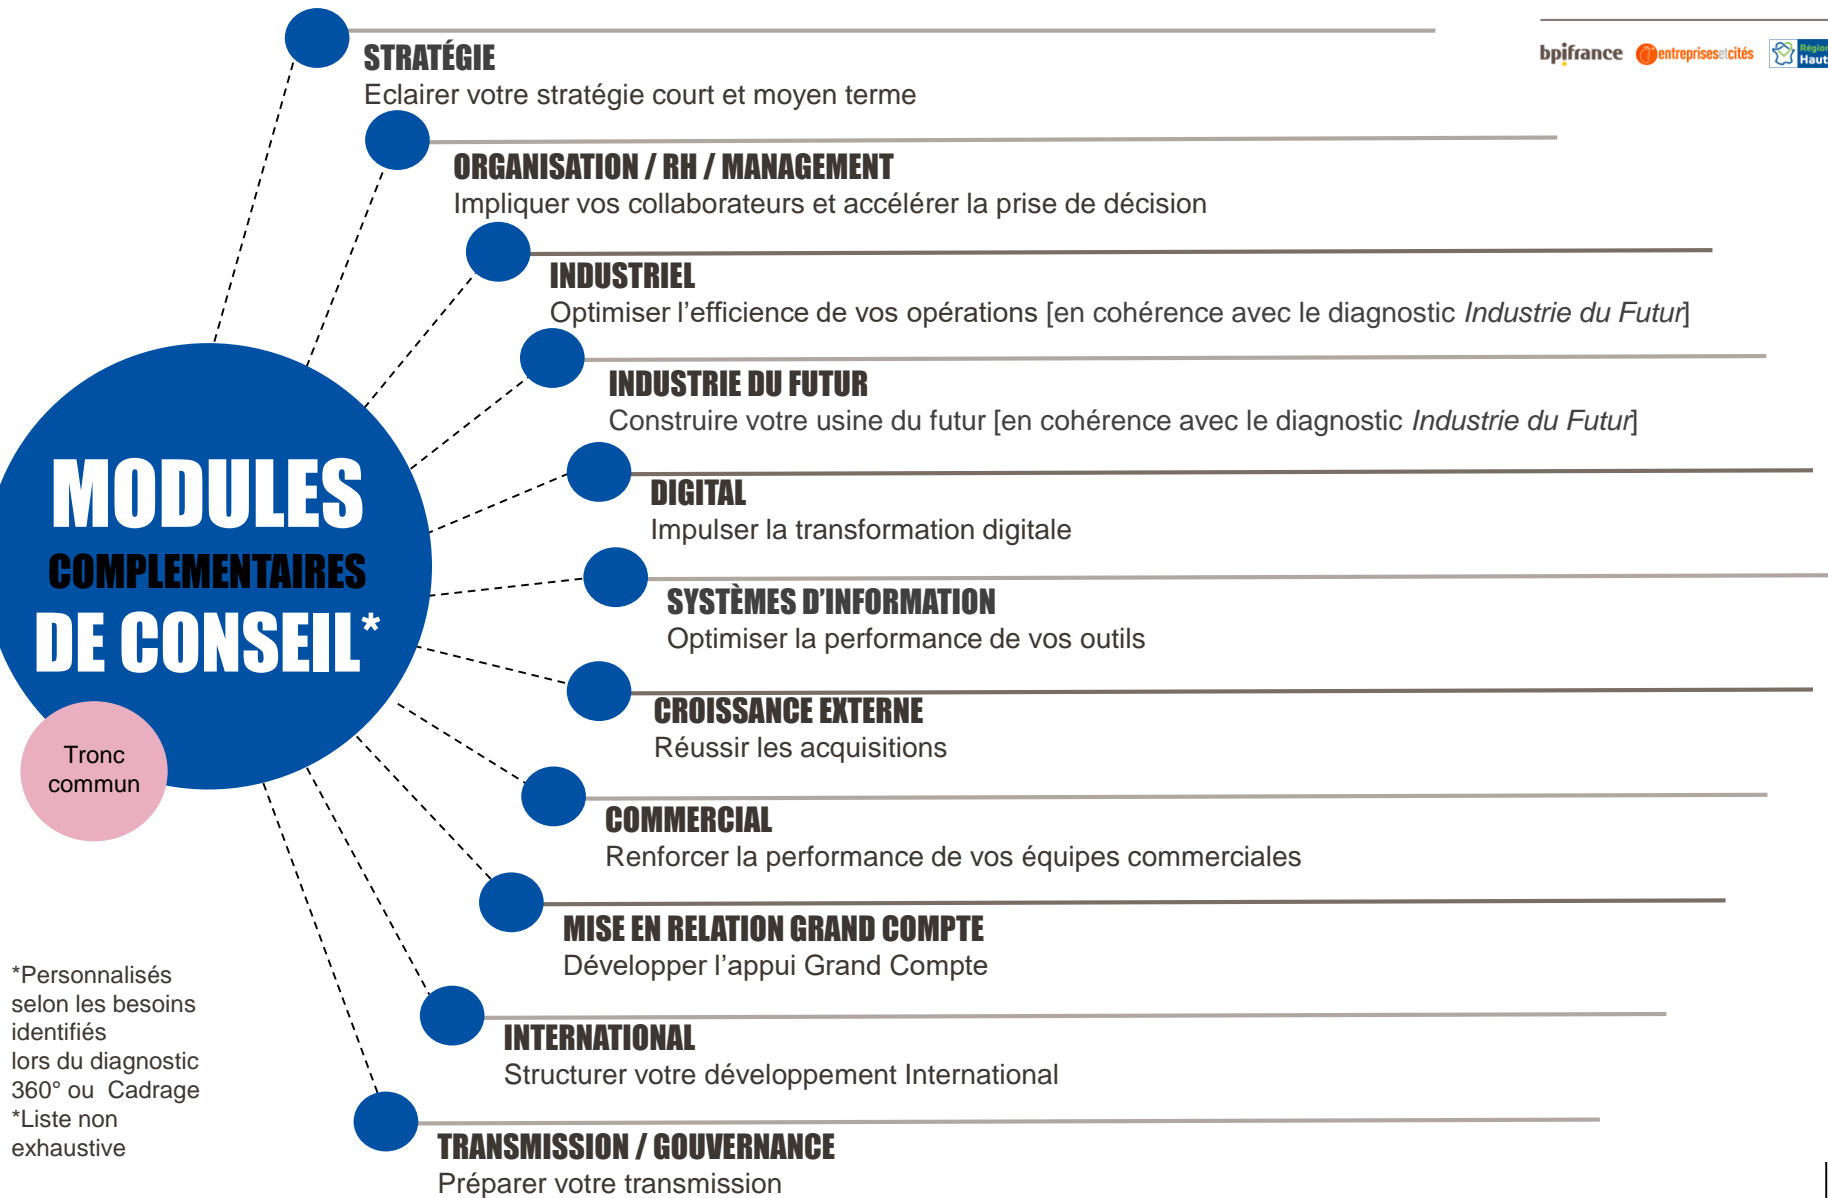 bpifrance
entreprisesetcités
Région
Haut
STRATÉGIE
Eclairer votre stratégie court et moyen terme
ORGANISATION / RH / MANAGEMENT
Impliquer vos collaborateurs et accélérer la prise de décision
INDUSTRIEL
Optimiser l’efficience de vos opérations [en cohérence avec le diagnostic Industrie du Futur]
INDUSTRIE DU FUTUR
Construire votre usine du futur [en cohérence avec le diagnostic Industrie du Futur]
DIGITAL
Impulser la transformation digitale
SYSTÈMES D’INFORMATION
Optimiser la performance de vos outils
CROISSANCE EXTERNE
Réussir les acquisitions
COMMERCIAL
Renforcer la performance de vos équipes commerciales
MISE EN RELATION GRAND COMPTE
Développer l’appui Grand Compte
INTERNATIONAL
Structurer votre développement International
TRANSMISSION / GOUVERNANCE
Préparer votre transmission
MODULES
COMPLEMENTAIRES
DE CONSEIL*
Tronc
commun
*Personnalisés
selon les besoins
identifiés
lors du diagnostic
360° ou Cadrage
*Liste non
exhaustive